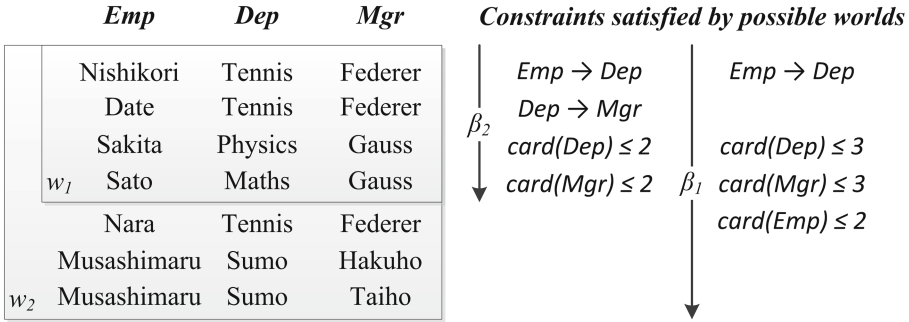 Emp Dep Mgr Constraints satisfied by possible worlds
Nishikori Tennis Federer Emp → Dep Emp → Dep
Date Tennis Federer Dep → Mgr
β₂
Sakita Physics Gauss card(Dep) ≤ 2 card(Dep) ≤ 3
w₁ Sato Maths Gauss card(Mgr) ≤ 2 β₁ card(Mgr) ≤ 3
Nara Tennis Federer card(Emp) ≤ 2
Musashimaru Sumo Hakuho
w₂ Musashimaru Sumo Taiho